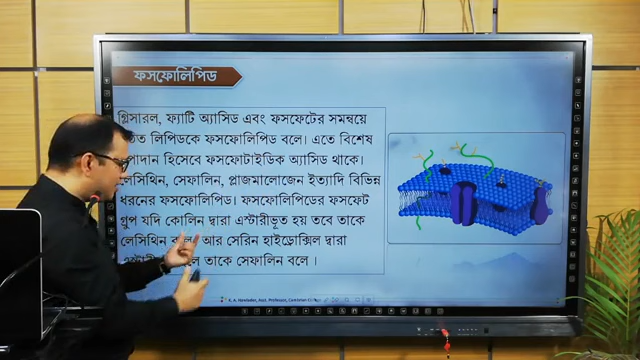 ফসফোলিপিড
গ্লিসারল, ফ্যাটি অ্যাসিড এবং ফসফেটের সমন্বয়ে
লিপিডকে ফসফোলিপিড বলে। এতে বিশেষ
হিসেবে ফসফোটাইডিক অ্যাসিড থাকে।
লেসিথিন, সেফালিন, প্লাজমালোজেন ইত্যাদি বিভিন্ন
ধরনের ফসফোলিপিড। ফসফোলিপিডের ফসফেট
গ্রুপ যদি কোলিন দ্বারা এস্টারীভূত হয় তবে তাকে
লেসিথিন আর সেরিন হাইড্রোক্সিল দ্বারা
তাকে সেফালিন বলে ।